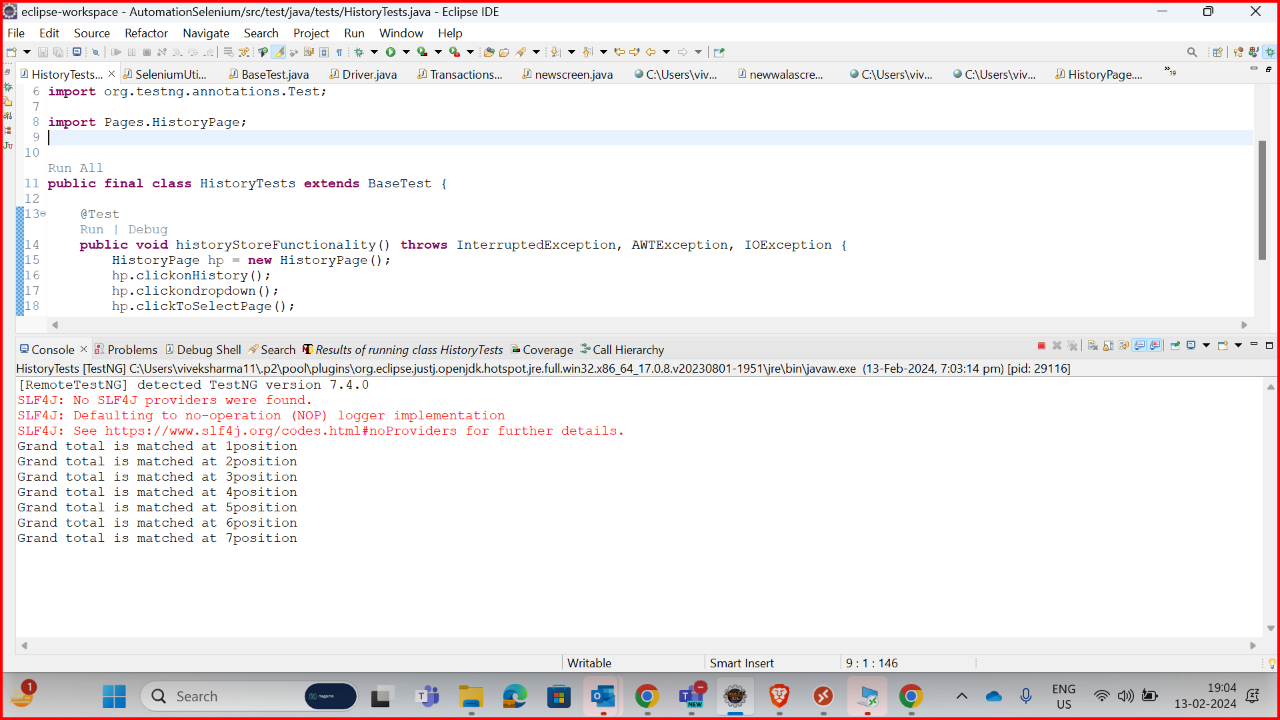 eclipse-workspace - AutomationSelenium/src/test/java/tests/HistoryTests.java - Eclipse IDE
File Edit Source Refactor Navigate Search Project Run Window Help
HistoryTests... SeleniumUti... BaseTest.java Driver.java Transactions... newscreen.java C:\Users\viv... newwalascre... C:\Users\viv... C:\Users\viv... HistoryPage.... »19
6 import org.testng.annotations.Test;
7
8 import Pages.HistoryPage;
9
10
Run All
11 public final class HistoryTests extends BaseTest {
12
13 @Test
Run | Debug
14 public void historyStoreFunctionality() throws InterruptedException, AWTException, IOException {
15 HistoryPage hp = new HistoryPage();
16 hp.clickonHistory();
17 hp.clickondropdown();
18 hp.clickToSelectPage();
Console Problems Debug Shell Search Results of running class HistoryTests Coverage Call Hierarchy
HistoryTests [TestNG] C:\Users\viveksharma11\.p2\pool\plugins\org.eclipse.justj.openjdk.hotspot.jre.full.win32.x86_64_17.0.8.v20230801-1951\jre\bin\javaw.exe (13-Feb-2024, 7:03:14 pm) [pid: 29116]
[RemoteTestNG] detected TestNG version 7.4.0
SLF4J: No SLF4J providers were found.
SLF4J: Defaulting to no-operation (NOP) logger implementation
SLF4J: See https://www.slf4j.org/codes.html#noProviders for further details.
Grand total is matched at 1position
Grand total is matched at 2position
Grand total is matched at 3position
Grand total is matched at 4position
Grand total is matched at 5position
Grand total is matched at 6position
Grand total is matched at 7position
Writable Smart Insert 9 : 1 : 146
1 Search NEW ENG 19:04
US 13-02-2024